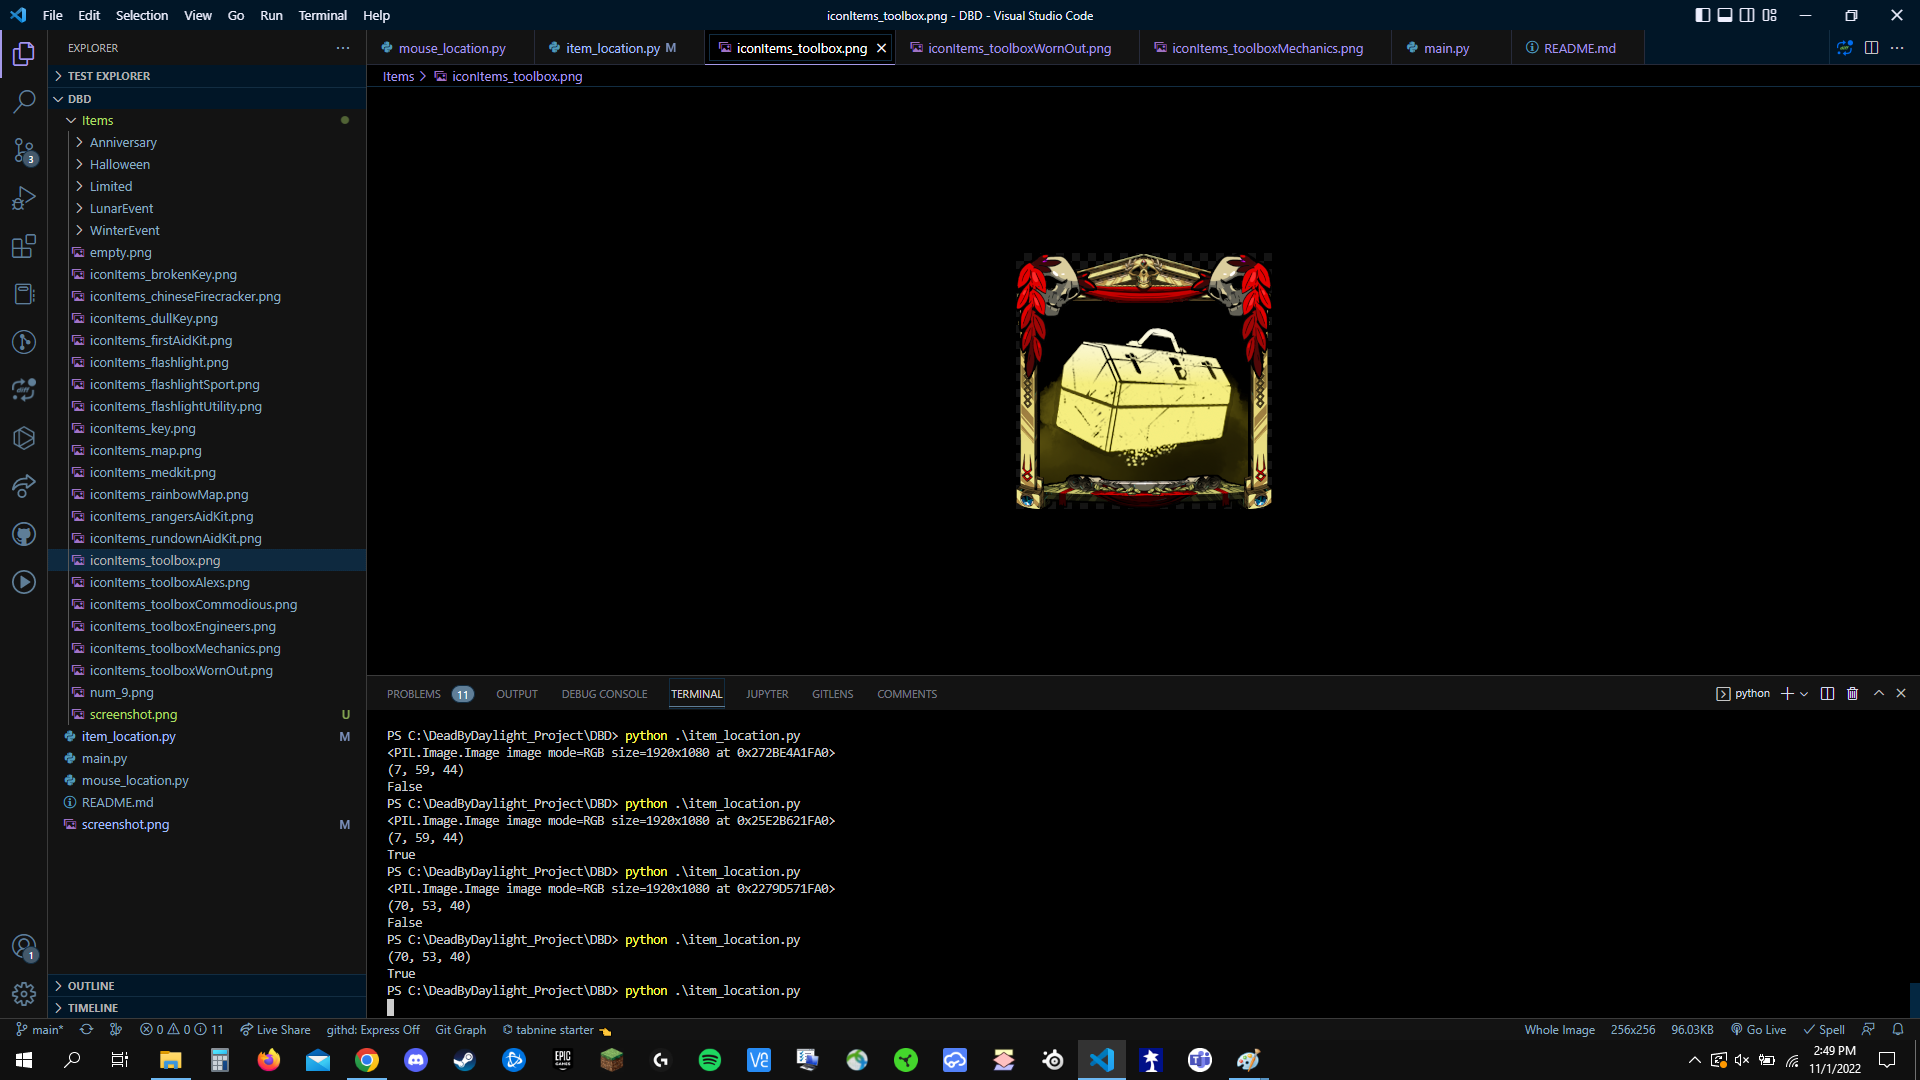 File Edit Selection View Go Run Terminal Help
iconItems_toolbox.png - DBD - Visual Studio Code
EXPLORER
mouse_location.py
item_location.py M
iconItems_toolbox.png
iconItems_toolboxWornOut.png
iconItems_toolboxMechanics.png
main.py
README.md
Items > iconItems_toolbox.png
TEST EXPLORER
DBD
Items
Anniversary
Halloween
Limited
LunarEvent
WinterEvent
empty.png
iconItems_brokenKey.png
iconItems_chineseFirecracker.png
iconItems_dullKey.png
iconItems_firstAidKit.png
iconItems_flashlight.png
iconItems_flashlightSport.png
iconItems_flashlightUtility.png
iconItems_key.png
iconItems_map.png
iconItems_medkit.png
iconItems_rainbowMap.png
iconItems_rangersAidKit.png
iconItems_rundownAidKit.png
iconItems_toolbox.png
iconItems_toolboxAlexs.png
iconItems_toolboxCommodious.png
iconItems_toolboxEngineers.png
iconItems_toolboxMechanics.png
iconItems_toolboxWornOut.png
num_9.png
screenshot.png U
item_location.py M
main.py
mouse_location.py
README.md
screenshot.png M
OUTLINE
TIMELINE
3
1
PROBLEMS 11 OUTPUT DEBUG CONSOLE TERMINAL JUPYTER GITLENS COMMENTS
python
PS C:\DeadByDaylight_Project\DBD> python .\item_location.py
<PIL.Image.Image image mode=RGB size=1920x1080 at 0x272BE4A1FA0>
(7, 59, 44)
False
PS C:\DeadByDaylight_Project\DBD> python .\item_location.py
<PIL.Image.Image image mode=RGB size=1920x1080 at 0x25E2B621FA0>
(7, 59, 44)
True
PS C:\DeadByDaylight_Project\DBD> python .\item_location.py
<PIL.Image.Image image mode=RGB size=1920x1080 at 0x2279D571FA0>
(70, 53, 40)
False
PS C:\DeadByDaylight_Project\DBD> python .\item_location.py
(70, 53, 40)
True
PS C:\DeadByDaylight_Project\DBD> python .\item_location.py
main* 0 0 11 Live Share githd: Express Off Git Graph tabnine starter
Whole Image 256x256 96.03KB Go Live Spell
EPIC GAMES
2:49 PM
11/1/2022